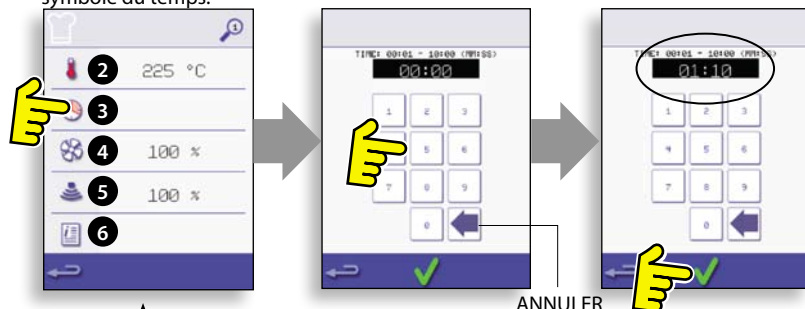 symbole du temps.
1
2 225 °C
3
4 100 %
5 100 %
6
TIME: 00:01 - 10:00 (MM:SS)
00:00
1 2 3
5 6
7 8 9
0
ANNULER
TIME: 00:01 - 10:00 (MM:SS)
01:10
1 2 3
4 5 6
7 8 9
0